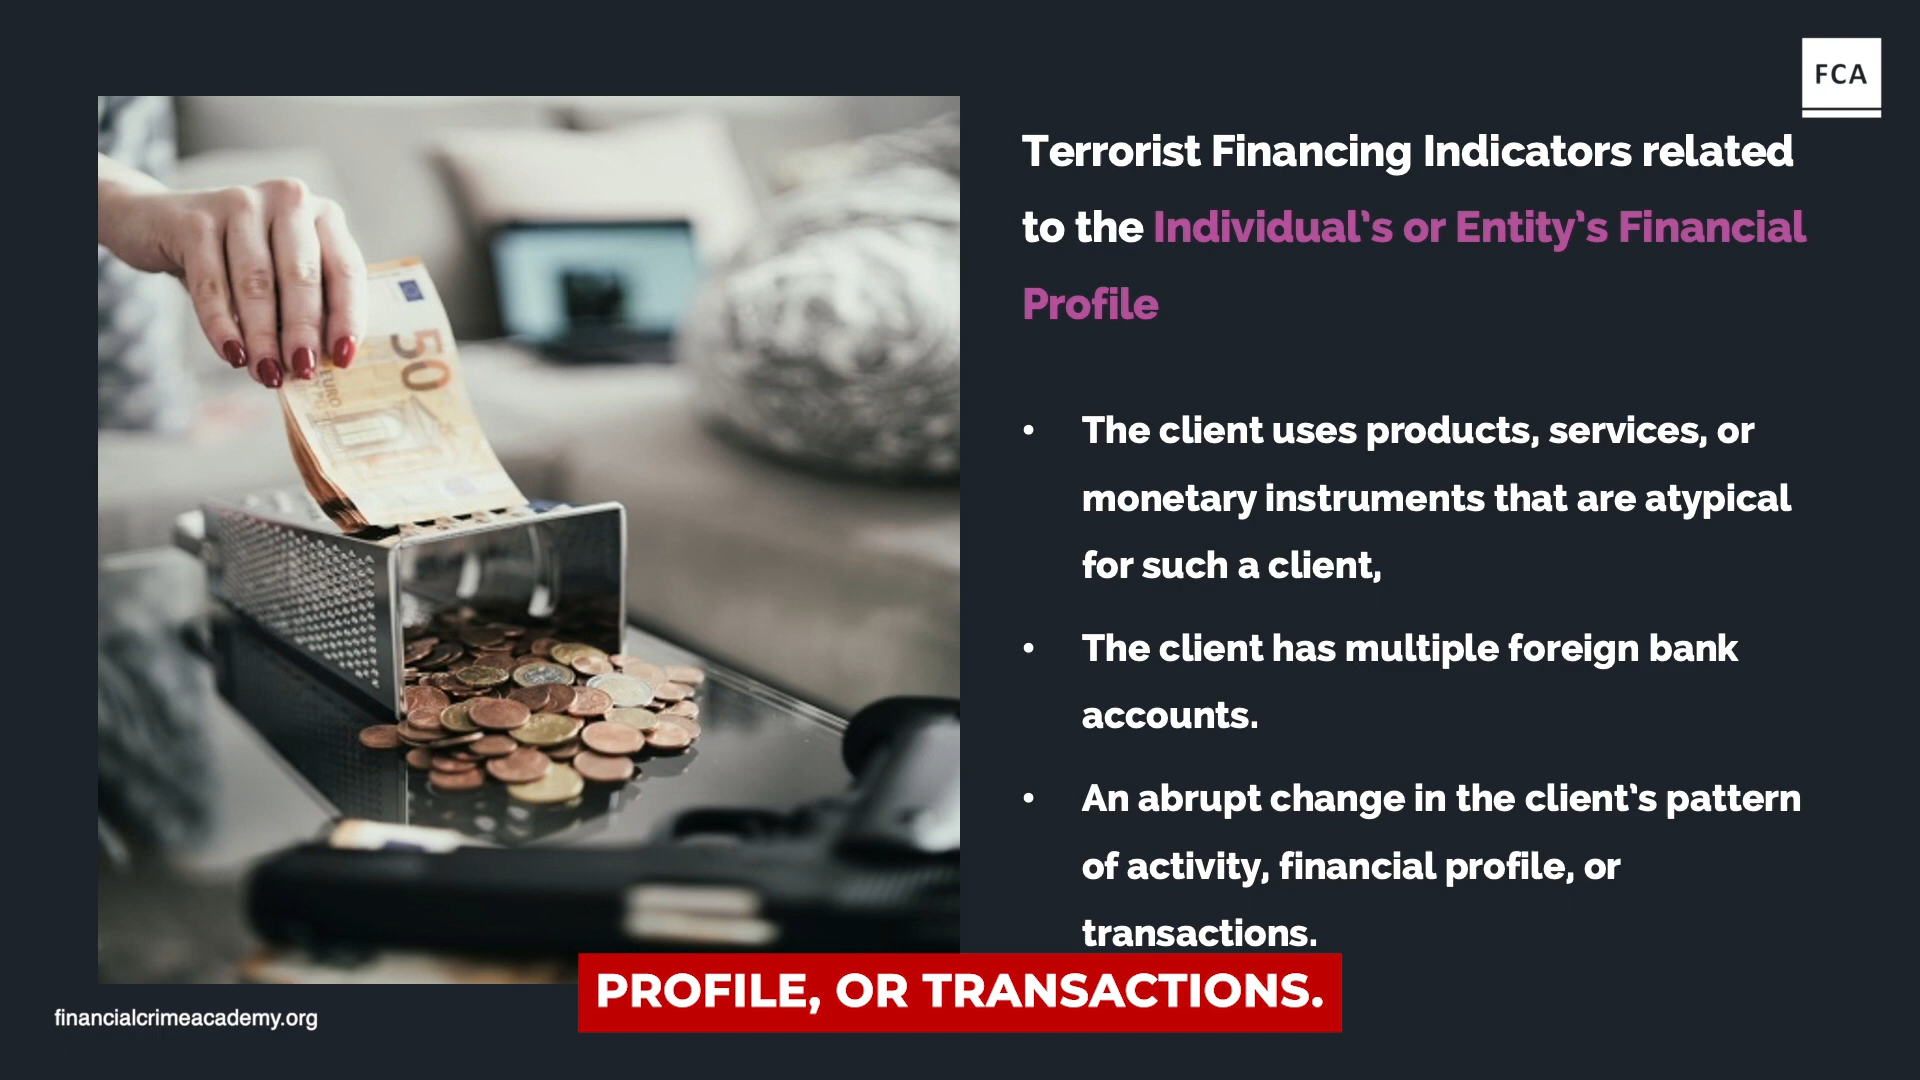 FCA
Terrorist Financing Indicators related
to the Individual's or Entity's Financial
Profile
• The client uses products, services, or
monetary instruments that are atypical
for such a client,
• The client has multiple foreign bank
accounts.
• An abrupt change in the client's pattern
of activity, financial profile, or
transactions.
50
EURO
PROFILE, OR TRANSACTIONS.
financialcrimeacademy.org